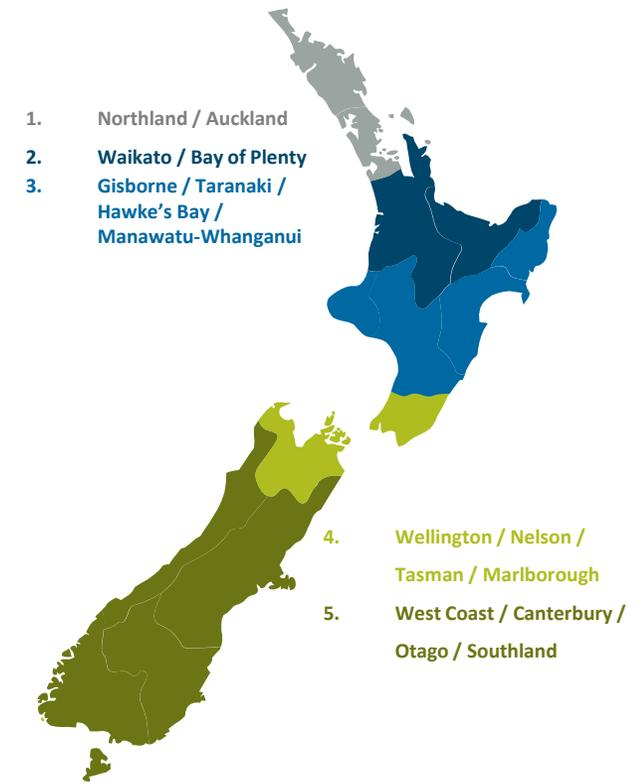 1. Northland / Auckland
2. Waikato / Bay of Plenty
3. Gisborne / Taranaki /
Hawke’s Bay /
Manawatu-Whanganui
4. Wellington / Nelson /
Tasman / Marlborough
5. West Coast / Canterbury /
Otago / Southland